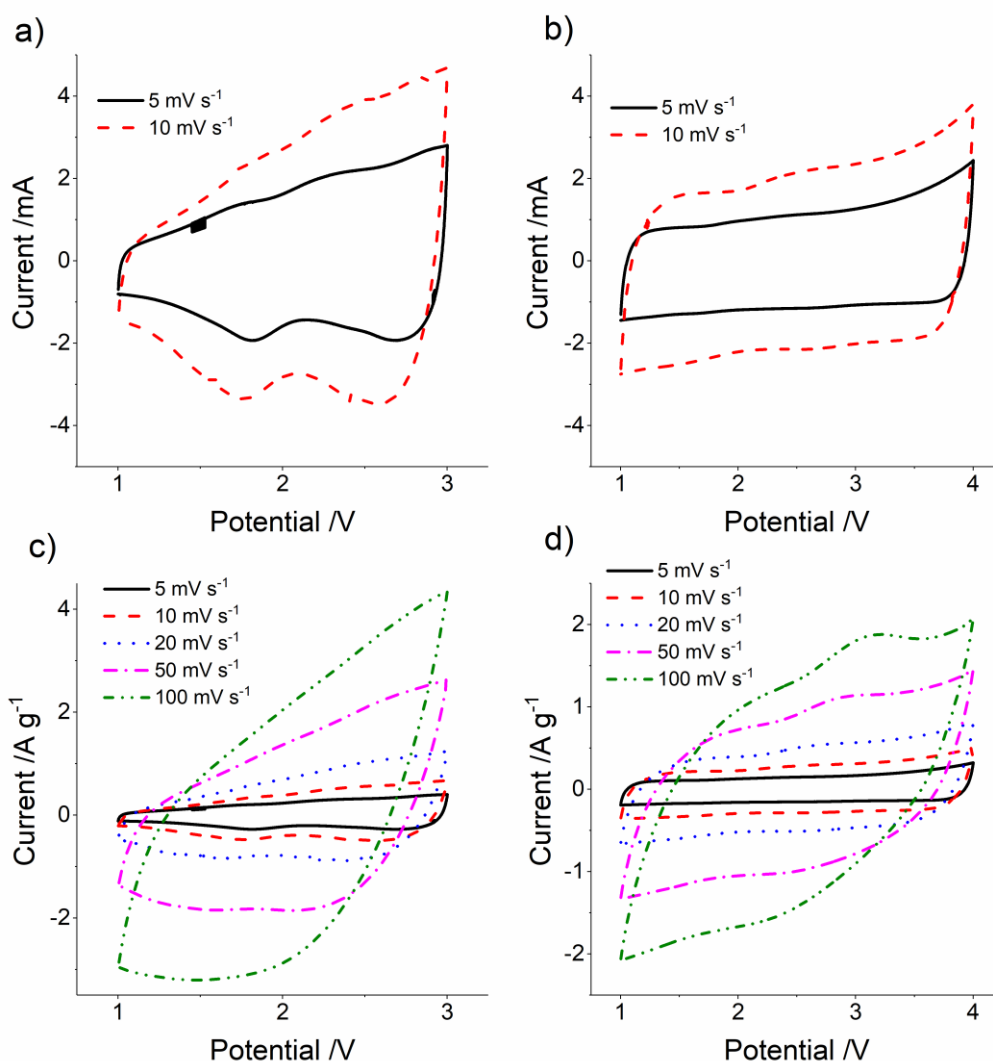 a)
5 mV s⁻¹
10 mV s⁻¹
4
2
0
-2
-4
Current /mA
1
2
3
Potential /V
b)
5 mV s⁻¹
10 mV s⁻¹
4
2
0
-2
-4
Current /mA
1
2
3
4
Potential /V
c)
5 mV s⁻¹
10 mV s⁻¹
20 mV s⁻¹
50 mV s⁻¹
100 mV s⁻¹
4
2
0
-2
Current /A g⁻¹
1
2
3
Potential /V
d)
5 mV s⁻¹
10 mV s⁻¹
20 mV s⁻¹
50 mV s⁻¹
100 mV s⁻¹
2
1
0
-1
-2
Current /A g⁻¹
1
2
3
4
Potential /V